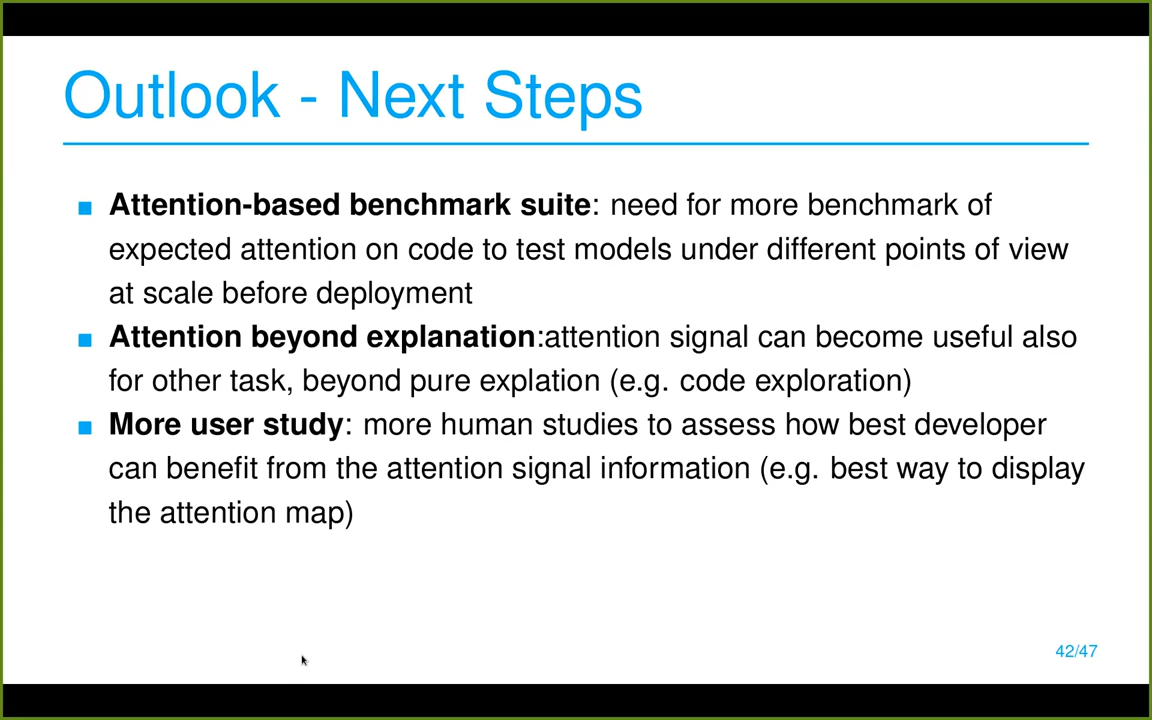 Outlook - Next Steps
Attention-based benchmark suite: need for more benchmark of
expected attention on code to test models under different points of view
at scale before deployment
Attention beyond explanation:attention signal can become useful also
for other task, beyond pure explation (e.g. code exploration)
More user study: more human studies to assess how best developer
can benefit from the attention signal information (e.g. best way to display
the attention map)
42/47